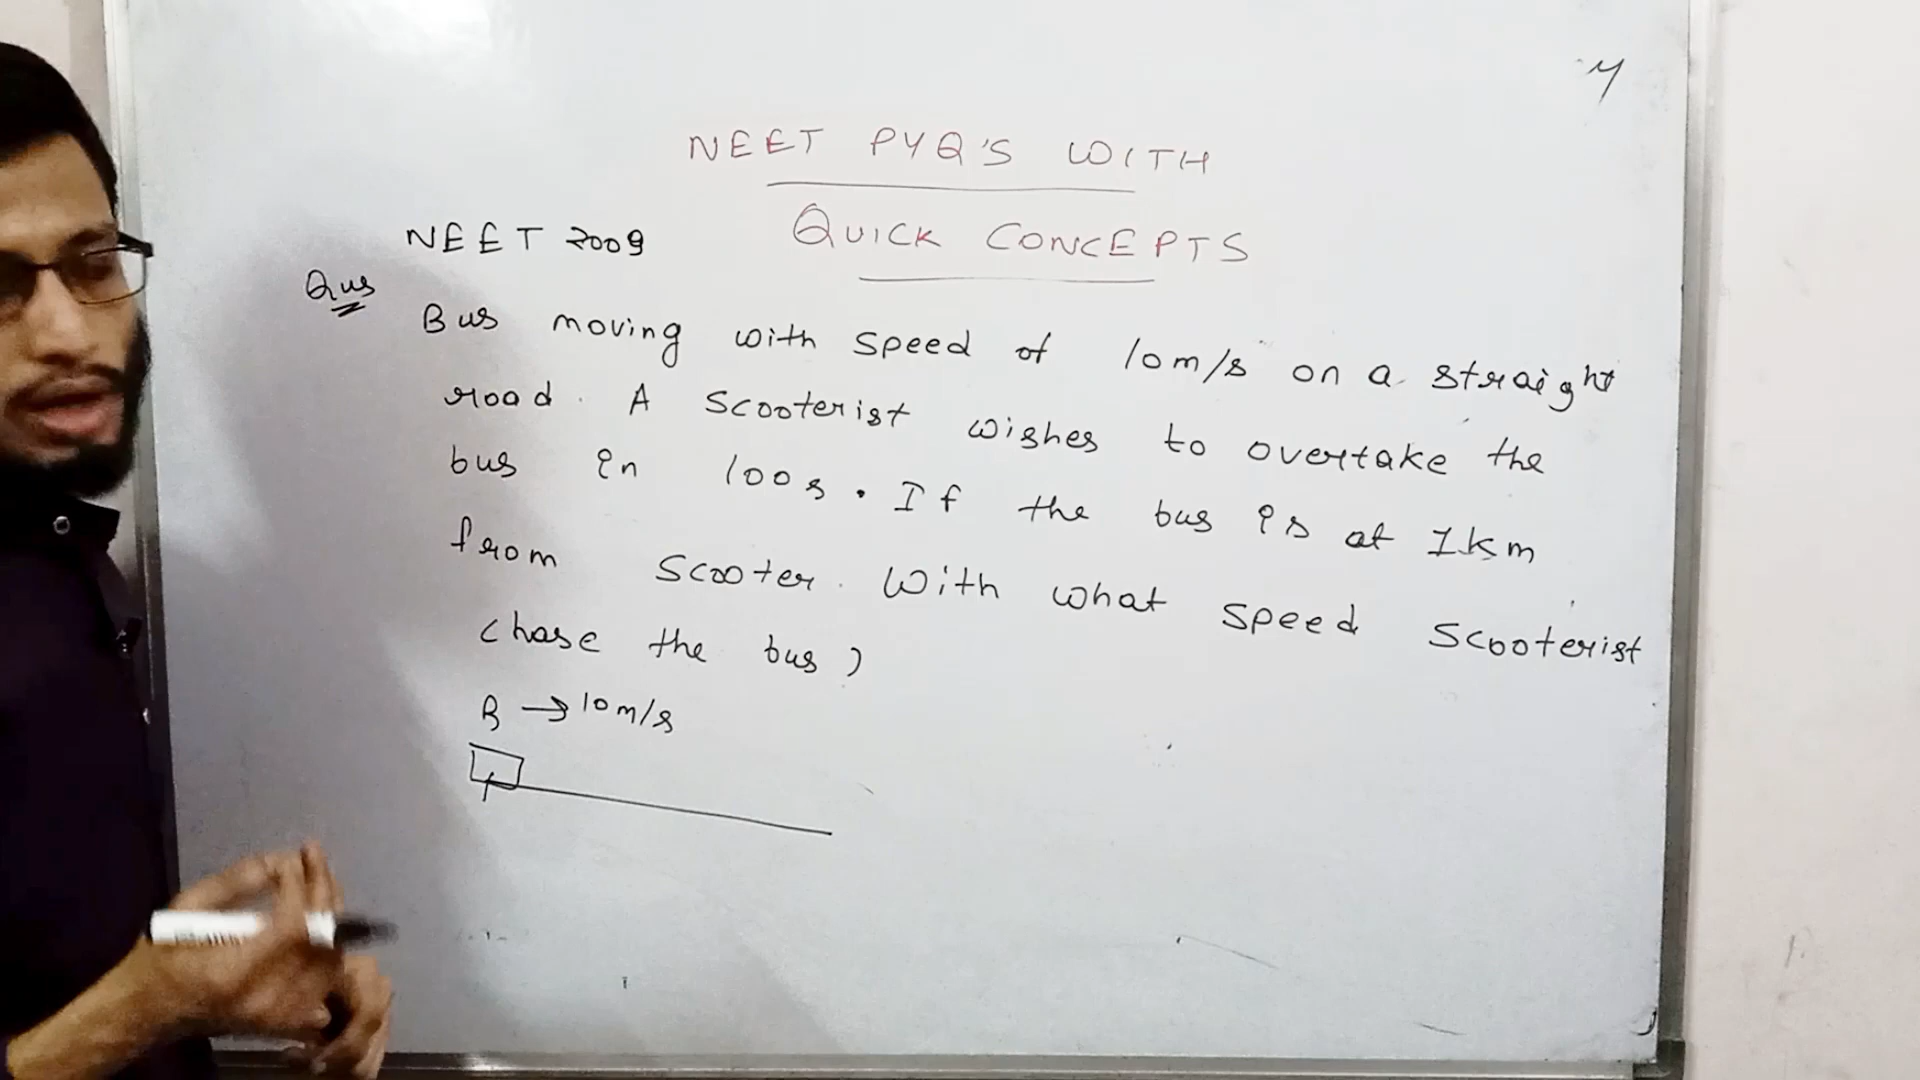 NEET PYQ'S WITH
QUICK CONCEPTS
NEET 2009
Qus
Bus moving with speed of 10m/s on a straight
road. A Scooterist wishes to overtake the
bus in 100s. If the bus is at 1km
from scooter. With what speed scooterist
chase the bus?
B → 10m/s